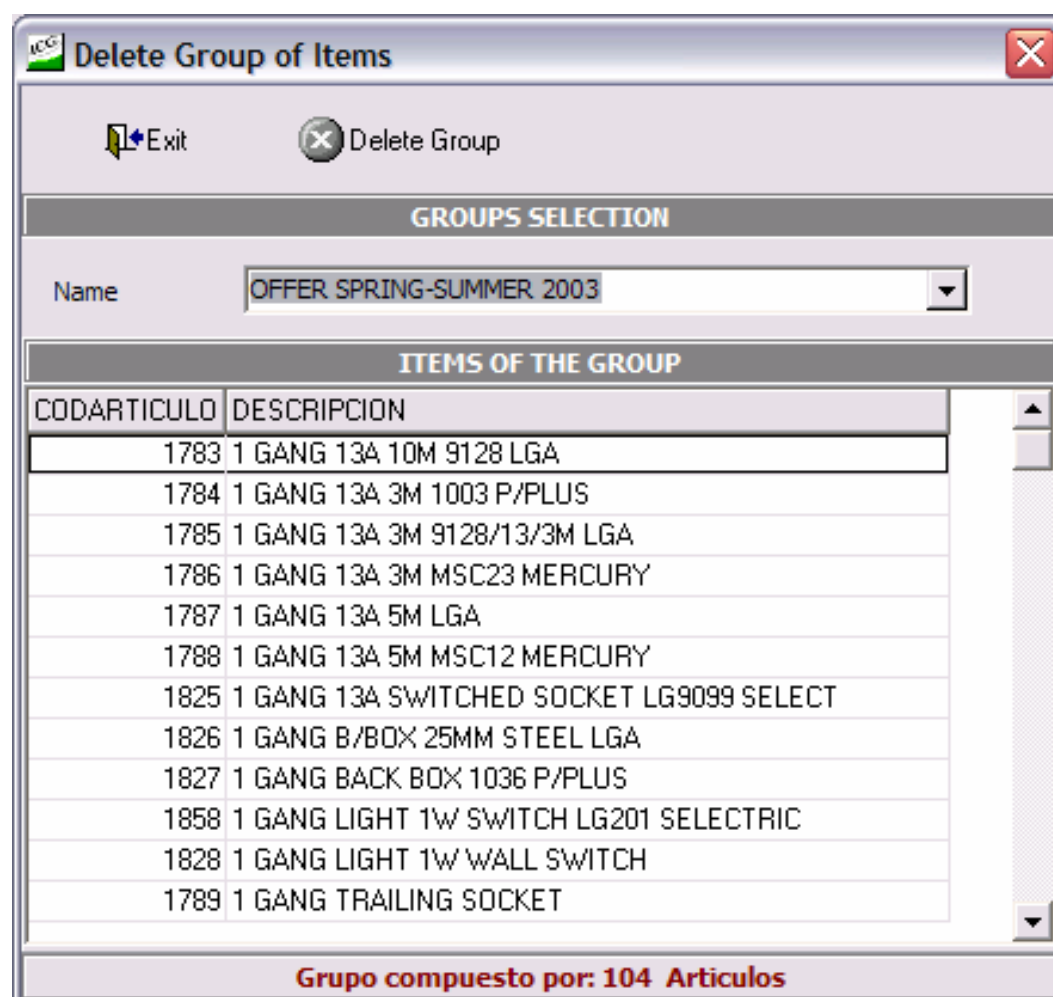 ICG Delete Group of Items
Exit Delete Group
GROUPS SELECTION
Name OFFER SPRING-SUMMER 2003
ITEMS OF THE GROUP
CODARTICULO DESCRIPCION
1783 1 GANG 13A 10M 9128 LGA
1784 1 GANG 13A 3M 1003 P/PLUS
1785 1 GANG 13A 3M 9128/13/3M LGA
1786 1 GANG 13A 3M MSC23 MERCURY
1787 1 GANG 13A 5M LGA
1788 1 GANG 13A 5M MSC12 MERCURY
1825 1 GANG 13A SWITCHED SOCKET LG9099 SELECT
1826 1 GANG B/BOX 25MM STEEL LGA
1827 1 GANG BACK BOX 1036 P/PLUS
1858 1 GANG LIGHT 1W SWITCH LG201 SELECTRIC
1828 1 GANG LIGHT 1W WALL SWITCH
1789 1 GANG TRAILING SOCKET
Grupo compuesto por: 104 Articulos